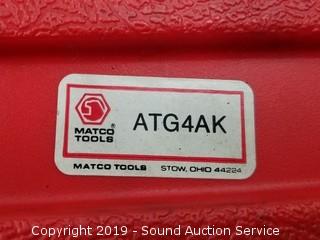 MATCO ®
TOOLS
ATG4AK
MATCO TOOLS STOW, OHIO 44224
Copyright 2019 - Sound Auction Service